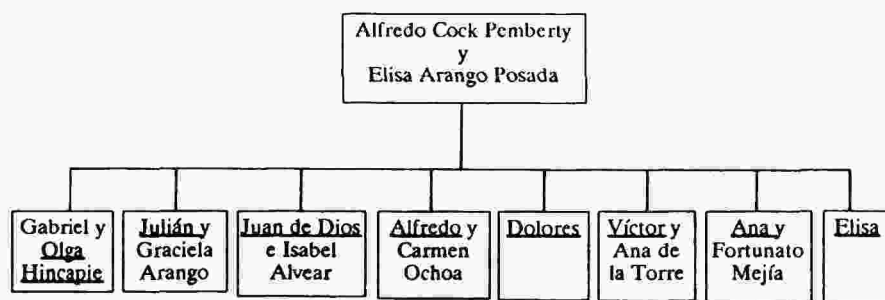 Alfredo Cock Pemberty
y
Elisa Arango Posada
Gabriel y
Olga
Hincapie
Julián y
Graciela
Arango
Juan de Dios
e Isabel
Alvear
Alfredo y
Carmen
Ochoa
Dolores
Víctor y
Ana de
la Torre
Ana y
Fortunato
Mejía
Elisa